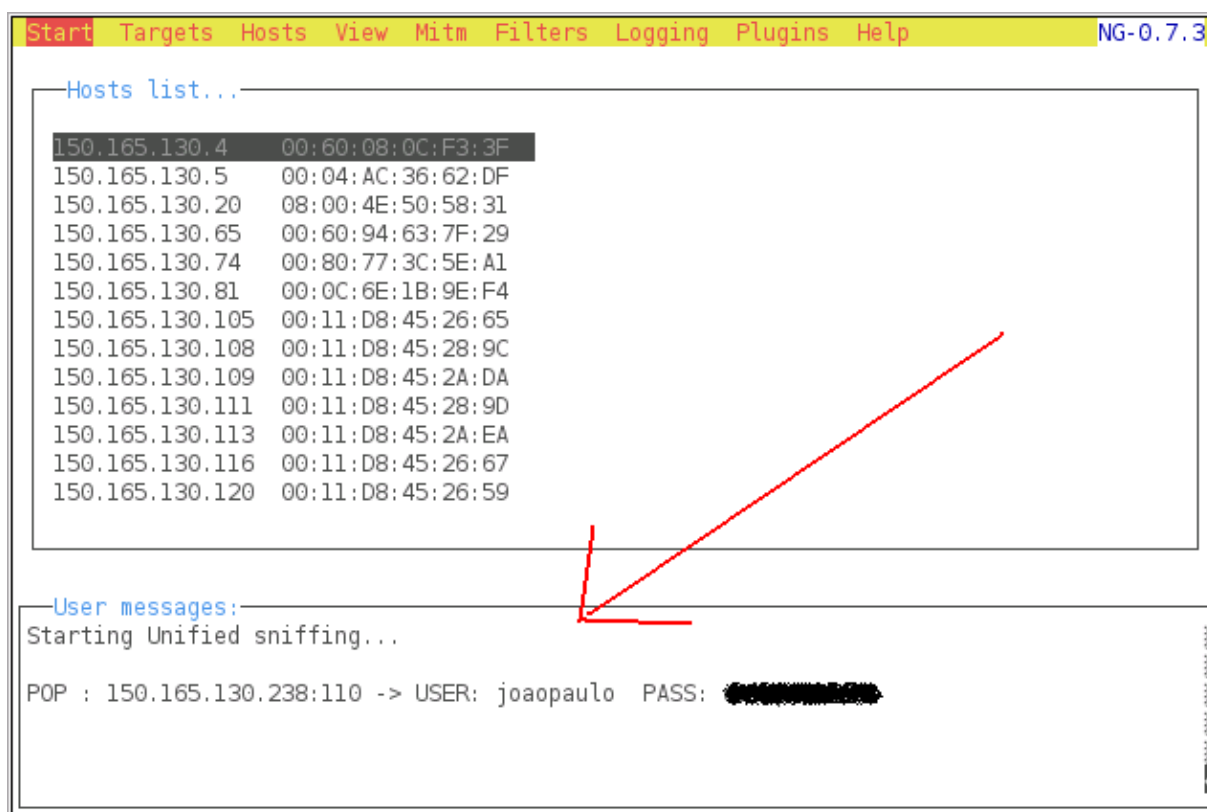 Start Targets Hosts View Mitm Filters Logging Plugins Help NG-0.7.3
Hosts list...
150.165.130.4 00:60:08:0C:F3:3F
150.165.130.5 00:04:AC:36:62:DF
150.165.130.20 08:00:4E:50:58:31
150.165.130.65 00:60:94:63:7F:29
150.165.130.74 00:80:77:3C:5E:A1
150.165.130.81 00:0C:6E:1B:9E:F4
150.165.130.105 00:11:D8:45:26:65
150.165.130.108 00:11:D8:45:28:9C
150.165.130.109 00:11:D8:45:2A:DA
150.165.130.111 00:11:D8:45:28:9D
150.165.130.113 00:11:D8:45:2A:EA
150.165.130.116 00:11:D8:45:26:67
150.165.130.120 00:11:D8:45:26:59
User messages:
Starting Unified sniffing...
POP : 150.165.130.238:110 -> USER: joaopaulo PASS: